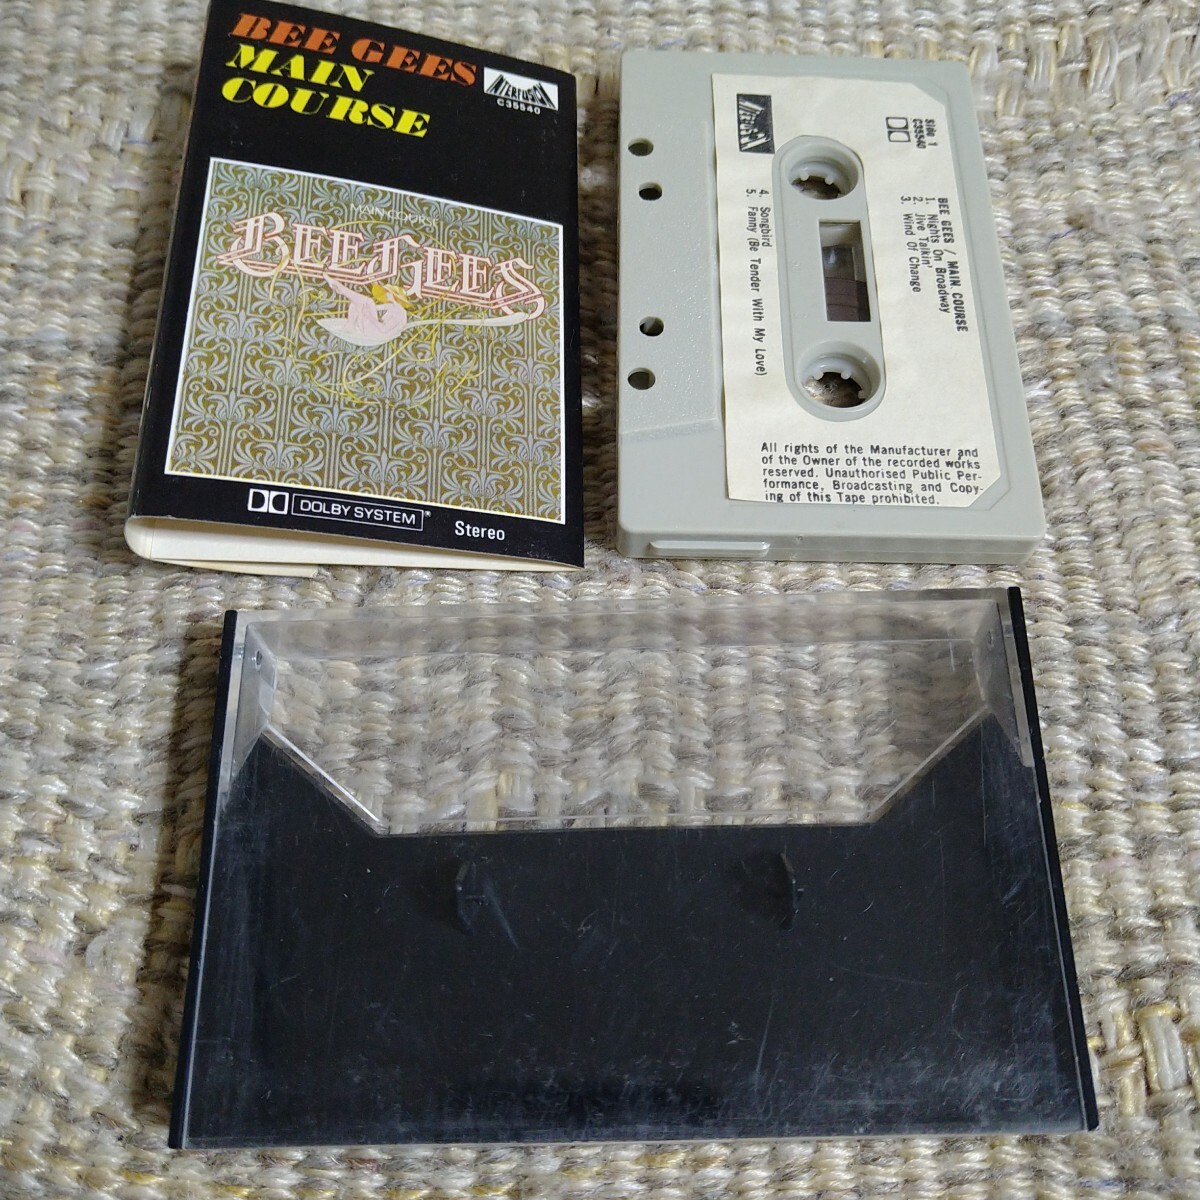 BEE GEES
MAIN
COURSE
INTERFUSION
C35540
MAIN COURSE
BEE GEES
DOLBY SYSTEM®
Stereo
INTERFUSION
Side 1
C35540
BEE GEES / MAIN COURSE
1. Nights On Broadway
2. Jive Talkin'
3. Wind Of Change
4. Songbird
5. Fanny (Be Tender With My Love)
All rights of the Manufacturer and
of the Owner of the recorded works
reserved. Unauthorised Public Per-
formance, Broadcasting and Copy-
ing of this Tape prohibited.